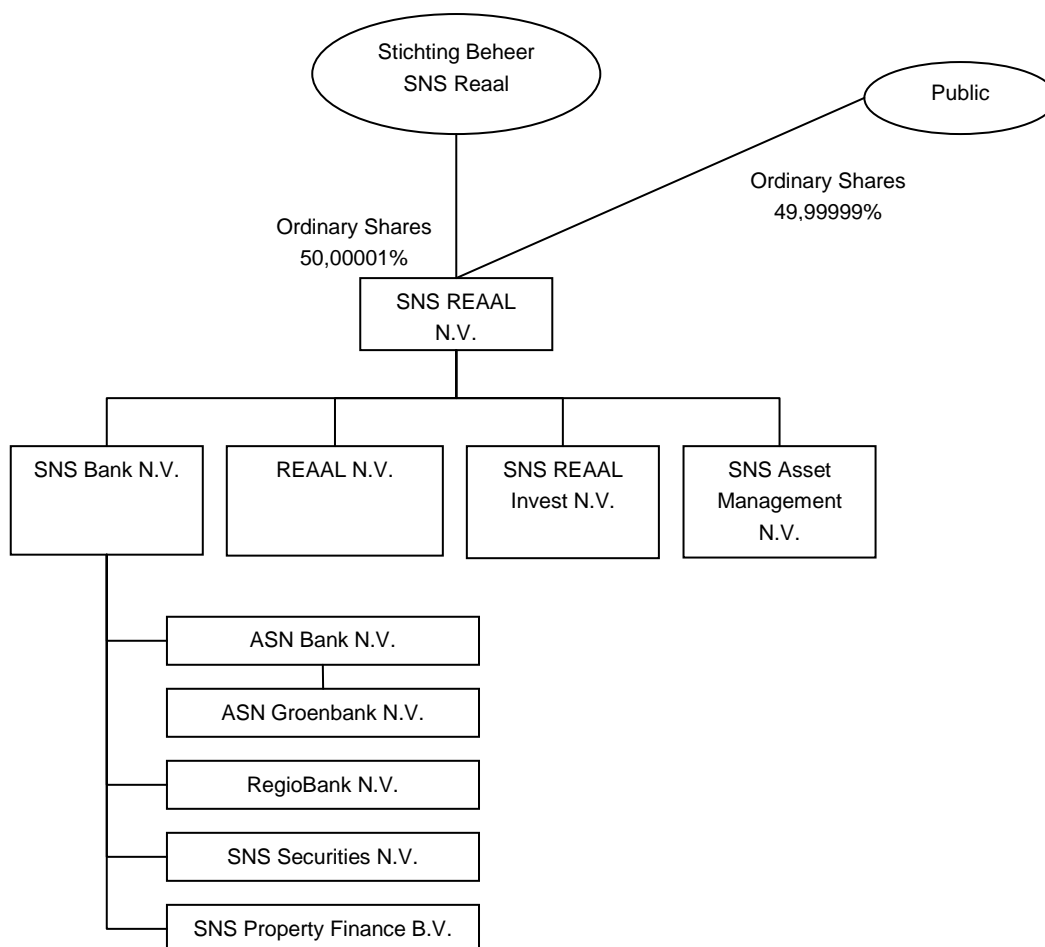 Stichting Beheer
SNS Reaal
Public
Ordinary Shares
49,99999%
Ordinary Shares
50,00001%
SNS REAAL
N.V.
SNS Bank N.V.
REAAL N.V.
SNS REAAL
Invest N.V.
SNS Asset
Management
N.V.
ASN Bank N.V.
ASN Groenbank N.V.
RegioBank N.V.
SNS Securities N.V.
SNS Property Finance B.V.